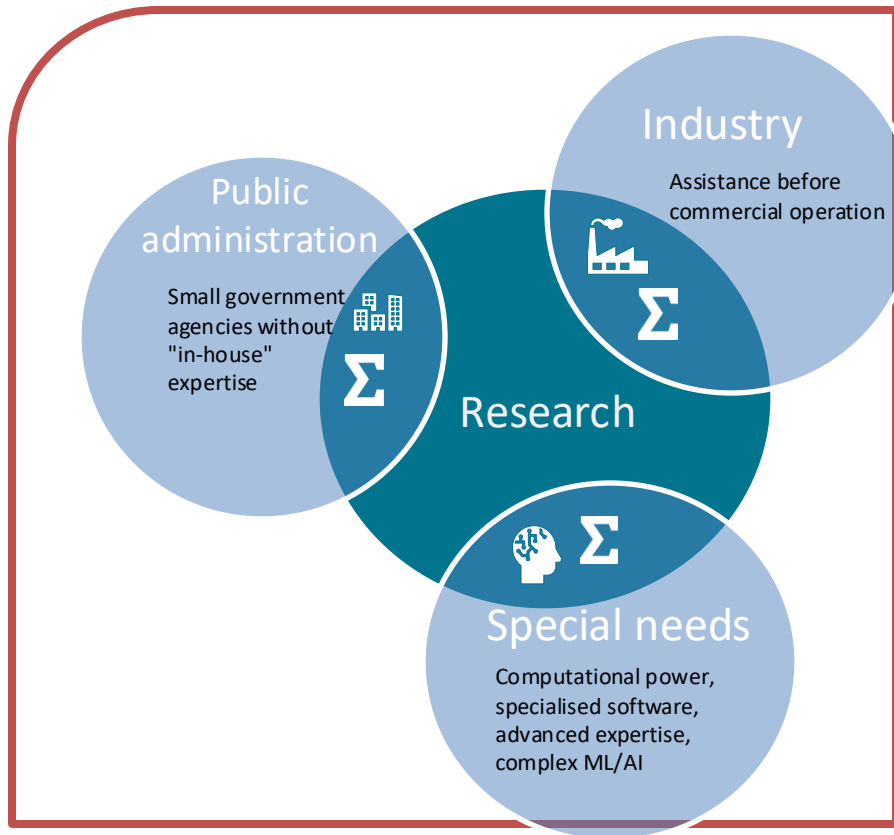 Industry
Assistance before
commercial operation
Public
administration
Small government
agencies without
"in-house"
expertise
Σ
Σ
Research
Σ
Special needs
Computational power,
specialised software,
advanced expertise,
complex ML/AI